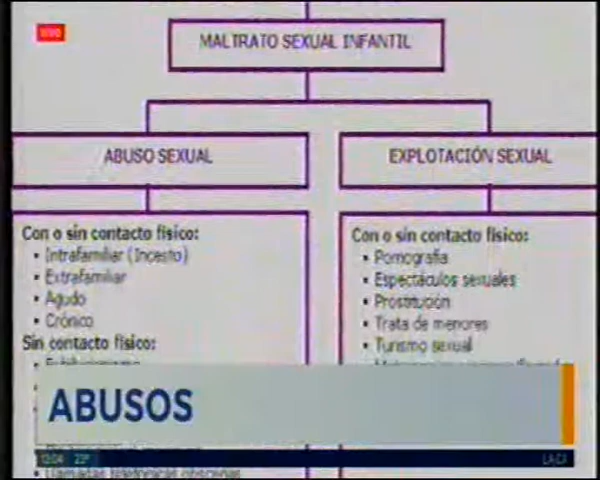 VIVO
MALTRATO SEXUAL INFANTIL
ABUSO SEXUAL
EXPLOTACIÓN SEXUAL
Con o sin contacto físico:
▪ Intrafamiliar (Incesto)
▪ Extrafamiliar
▪ Agudo
▪ Crónico
Sin contacto físico:
Con o sin contacto físico:
▪ Pornografía
▪ Espectáculos sexuales
▪ Prostitución
▪ Trata de menores
▪ Turismo sexual
ABUSOS
▪ Llamadas telefónicas obscenas